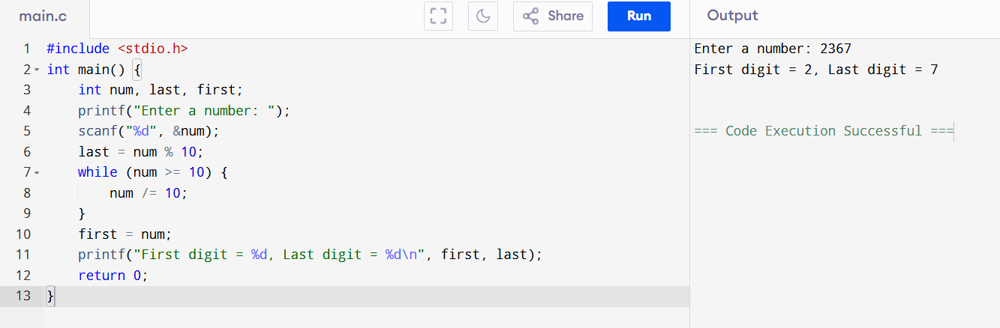 main.c
Share
Run
Output
1 #include <stdio.h>
2 int main() {
3     int num, last, first;
4     printf("Enter a number: ");
5     scanf("%d", &num);
6     last = num % 10;
7     while (num >= 10) {
8         num /= 10;
9     }
10     first = num;
11     printf("First digit = %d, Last digit = %d\n", first, last);
12     return 0;
13 }
Enter a number: 2367
First digit = 2, Last digit = 7
=== Code Execution Successful ===